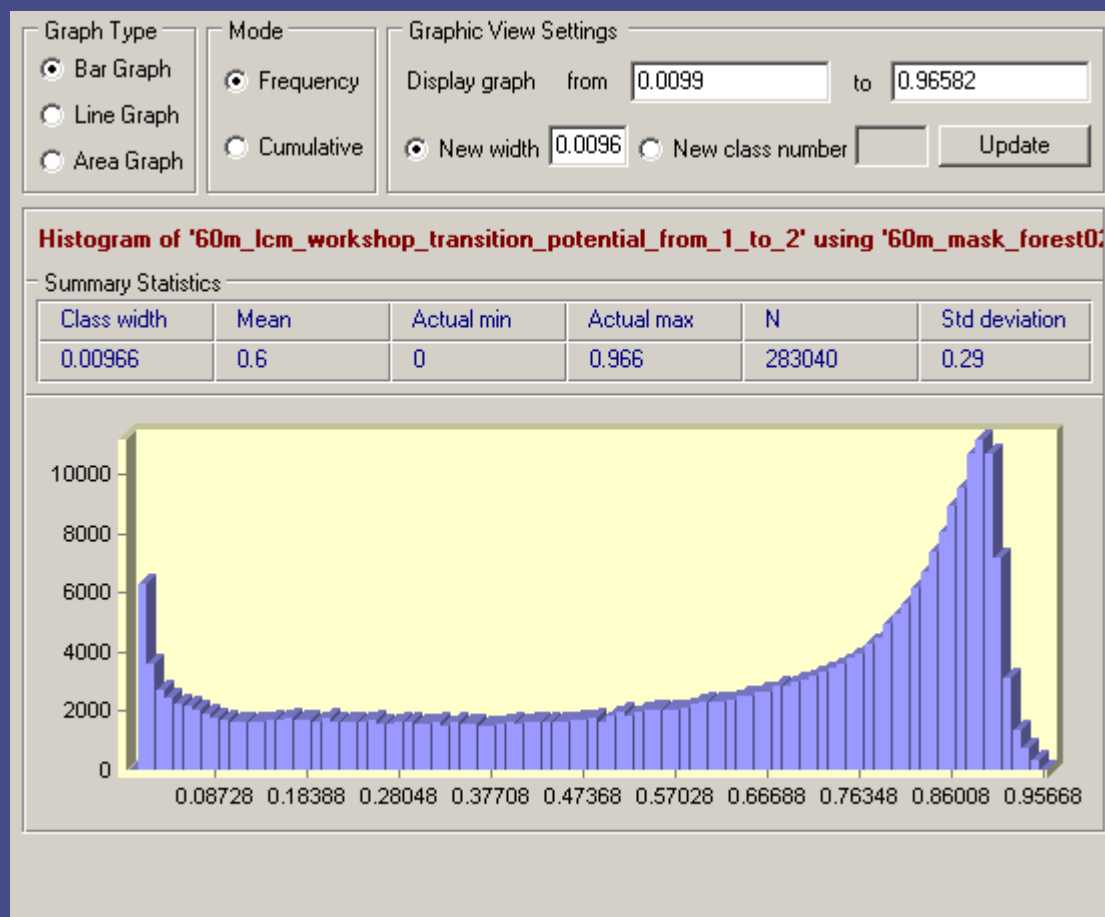 Graph Type
Bar Graph
Line Graph
Area Graph
Mode
Frequency
Cumulative
Graphic View Settings
Display graph from 0.0099 to 0.96582
New width 0.0096 New class number Update
Histogram of '60m_lcm_workshop_transition_potential_from_1_to_2' using '60m_mask_forest02
Summary Statistics
Class width Mean Actual min Actual max N Std deviation
0.00966 0.6 0 0.966 283040 0.29
10000
8000
6000
4000
2000
0
0.08728 0.18388 0.28048 0.37708 0.47368 0.57028 0.66688 0.76348 0.86008 0.95668